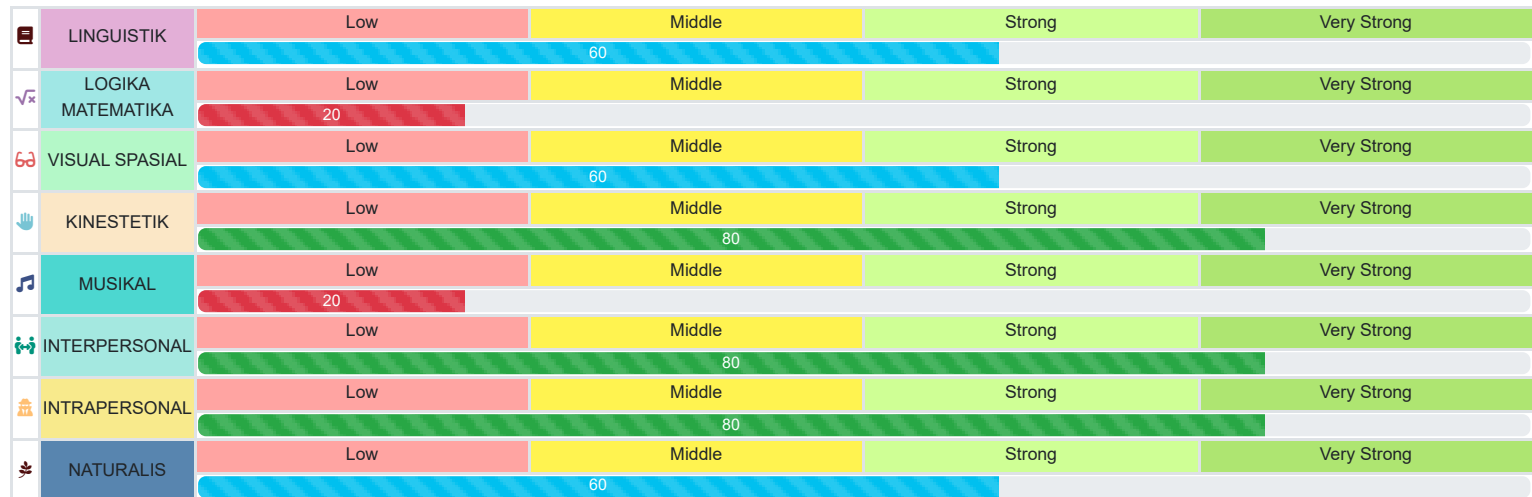 LINGUISTIK
Low Middle Strong Very Strong
60
LOGIKA
MATEMATIKA
Low Middle Strong Very Strong
20
VISUAL SPASIAL
Low Middle Strong Very Strong
60
KINESTETIK
Low Middle Strong Very Strong
80
MUSIKAL
Low Middle Strong Very Strong
20
INTERPERSONAL
Low Middle Strong Very Strong
80
INTRAPERSONAL
Low Middle Strong Very Strong
80
NATURALIS
Low Middle Strong Very Strong
60